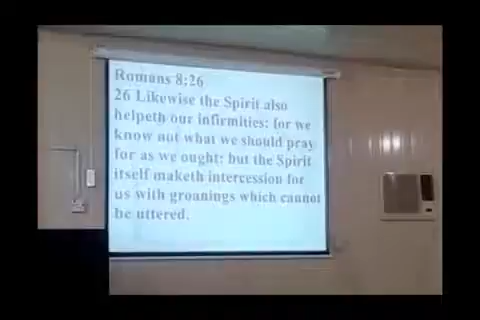 Romans 8:26
26 Likewise the Spirit also
helpeth our infirmities: for we
know not what we should pray
for as we ought: but the Spirit
itself maketh intercession for
us with groanings which cannot
be uttered.